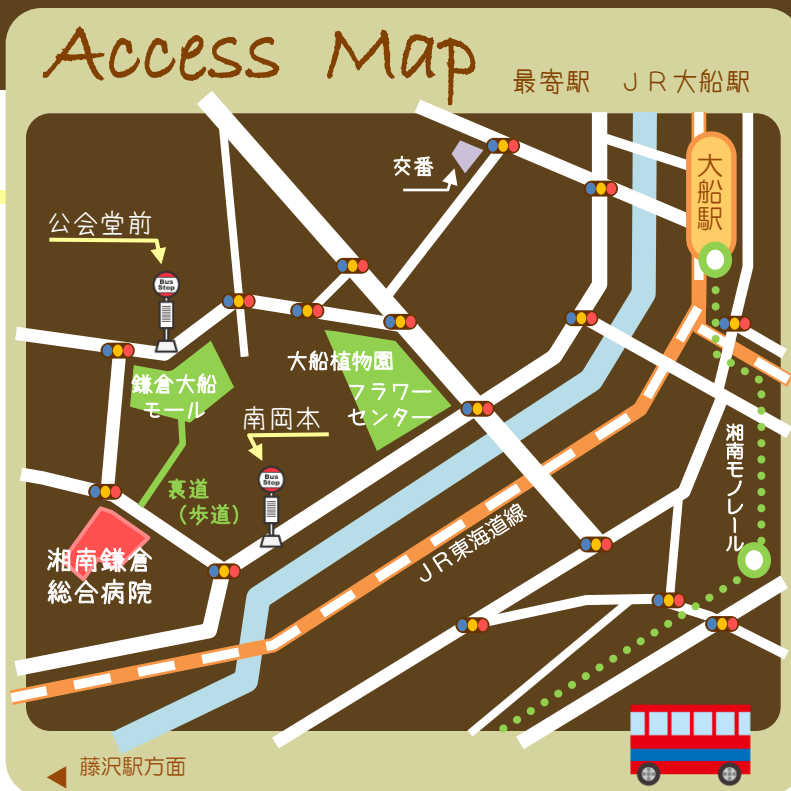 Access Map
最寄駅　ＪＲ大船駅
交番
大船駅
公会堂前
Bus Stop
大船植物園
フラワー
センター
鎌倉大船
モール
南岡本
Bus Stop
裏道
（歩道）
湘南モノレール
湘南鎌倉
総合病院
ＪＲ東海道線
藤沢駅方面